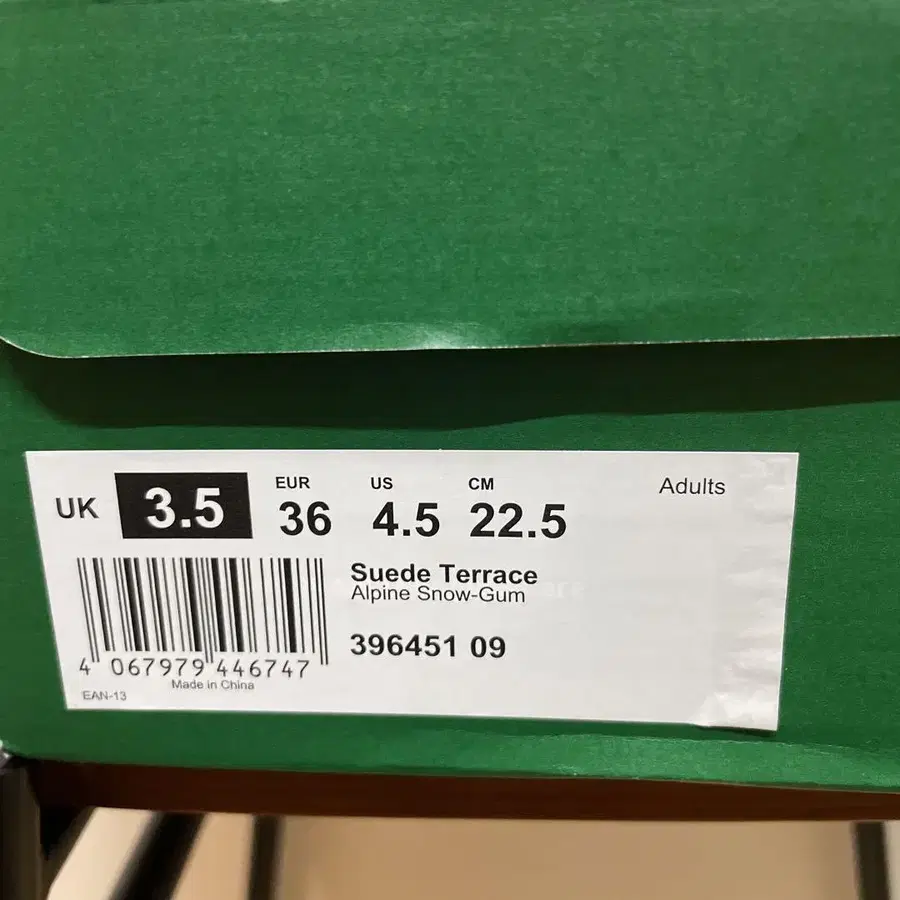 UK 3.5
EUR US CM
36 4.5 22.5
Adults
Suede Terrace
Alpine Snow-Gum
396451 09
4 067979 446747
Made in China
EAN-13